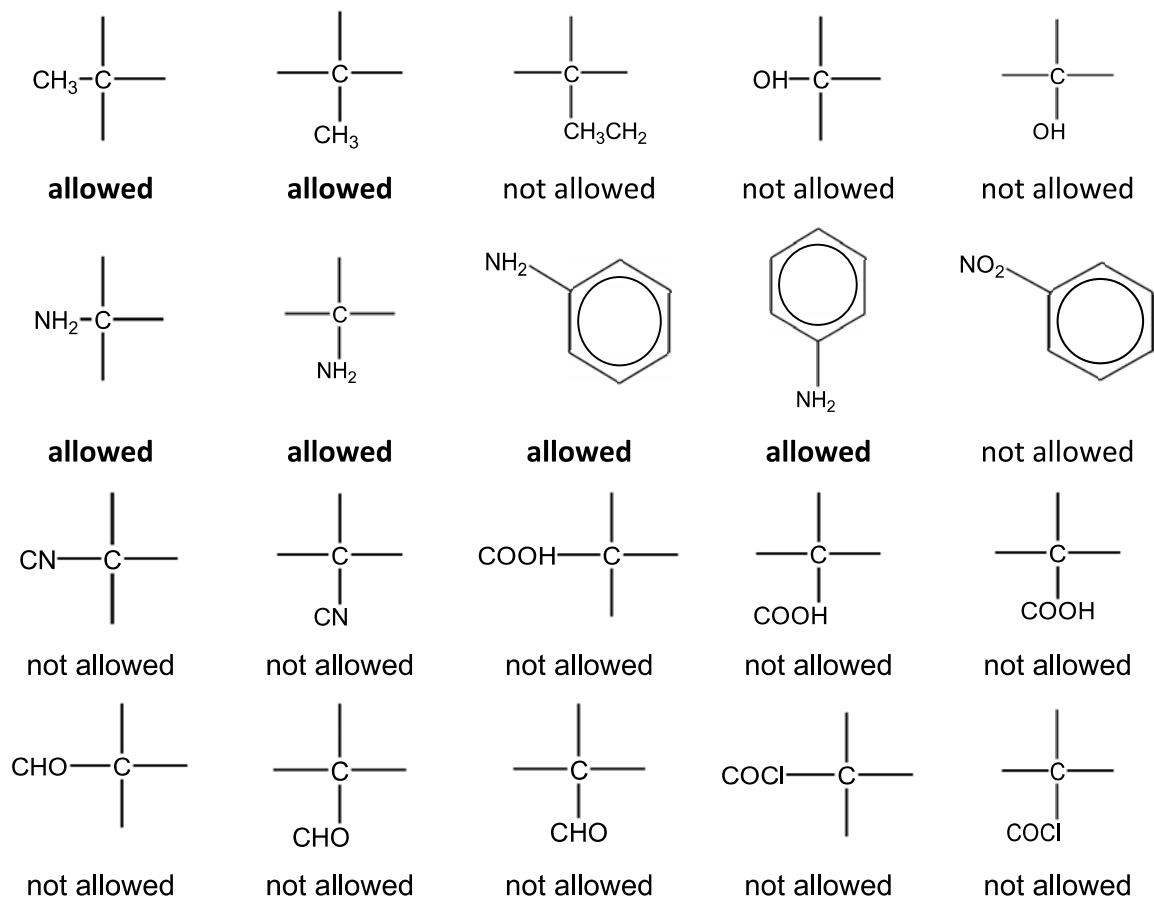 CH₃ C C C OH C C
CH₃ CH₃CH₂ OH
allowed allowed not allowed not allowed not allowed
NH₂ C C NH₂ NO₂
NH₂ NH₂
allowed allowed allowed allowed not allowed
CN C C COOH C C C
CN COOH COOH
not allowed not allowed not allowed not allowed not allowed
CHO C C C COCl C C
CHO CHO COCl
not allowed not allowed not allowed not allowed not allowed